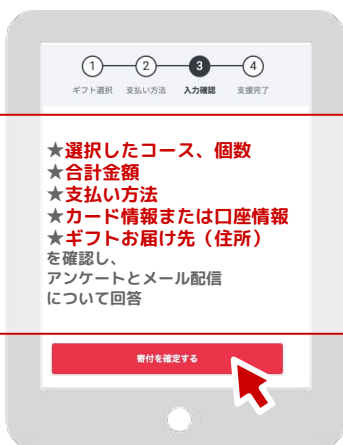 1 2 3 4
ギフト選択 支払い方法 入力確認 支援完了
★選択したコース、個数
★合計金額
★支払い方法
★カード情報または口座情報
★ギフトお届け先（住所）
を確認し、
アンケートとメール配信
について回答
寄付を確定する